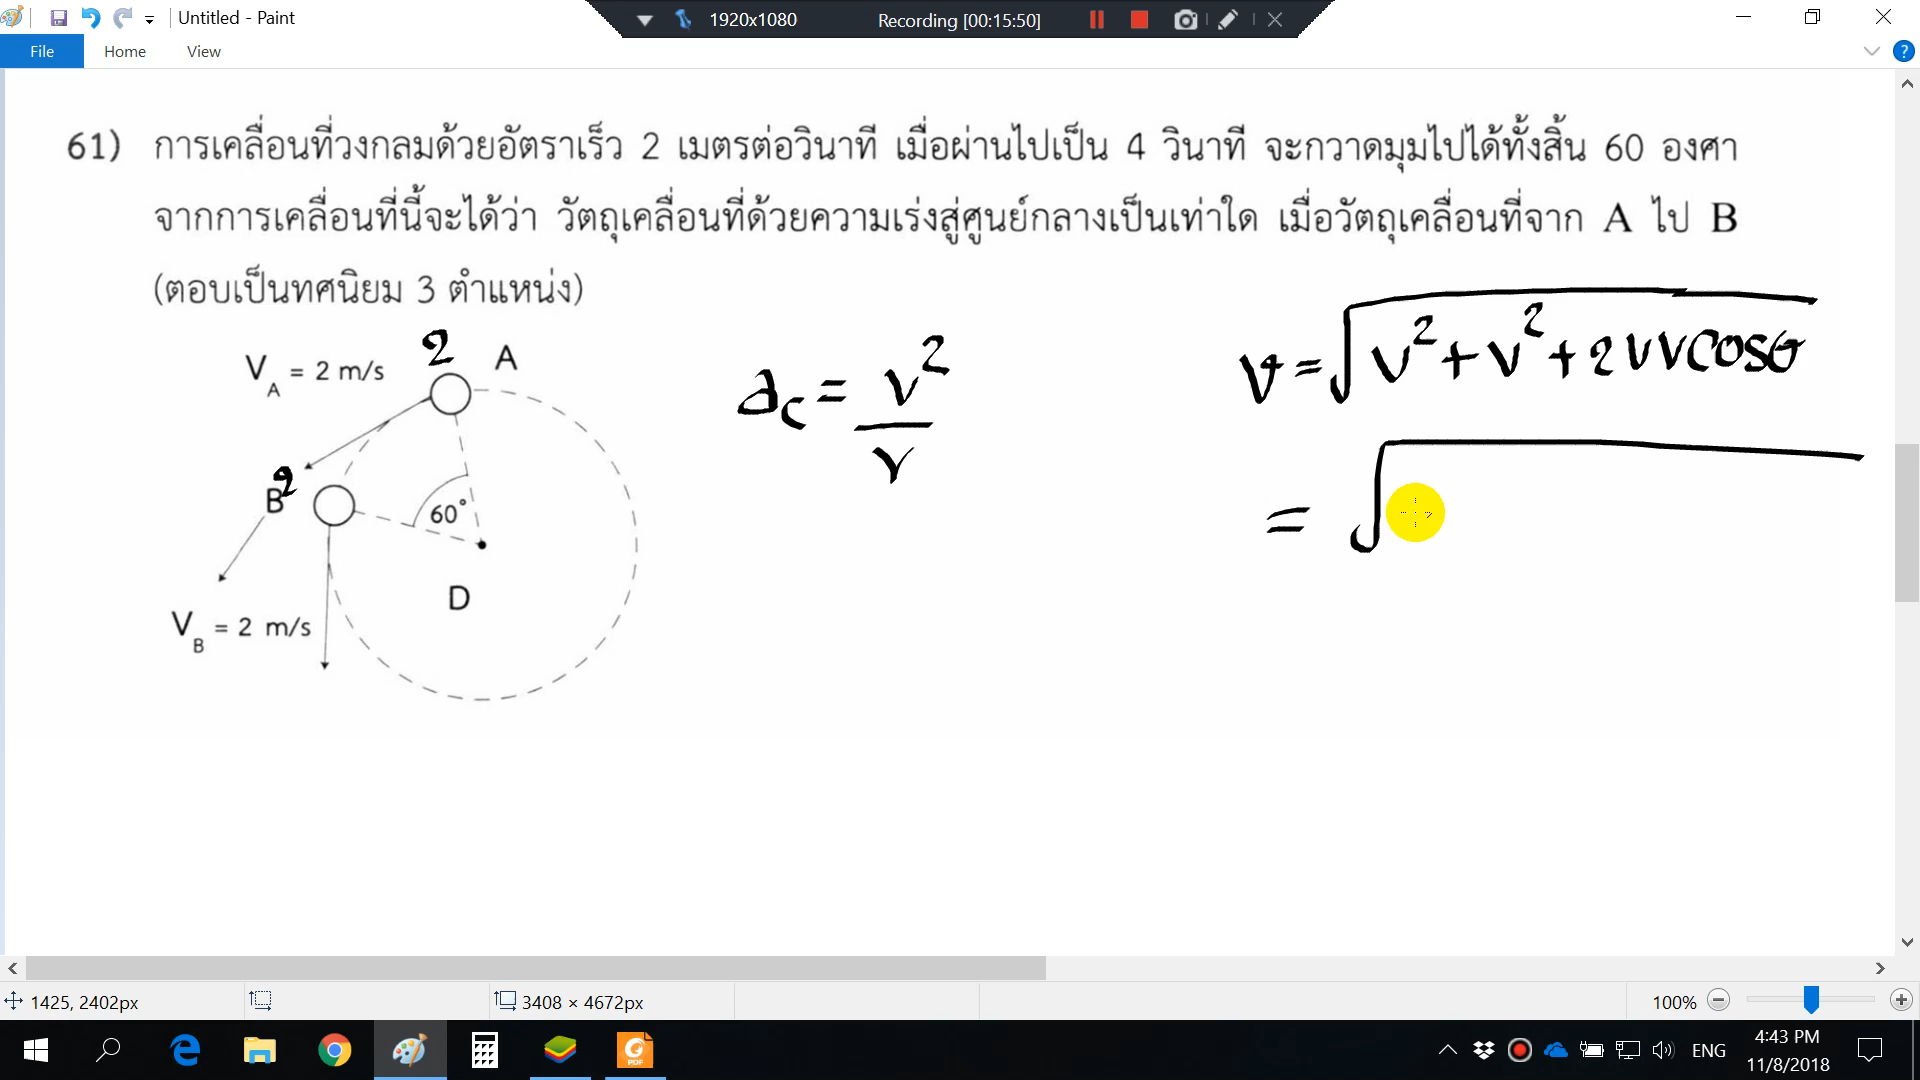 Untitled - Paint
1920x1080
Recording [00:15:50]
File
Home
View
61) การเคลื่อนที่วงกลมด้วยอัตราเร็ว 2 เมตรต่อวินาที เมื่อผ่านไปเป็น 4 วินาที จะกวาดมุมไปได้ทั้งสิ้น 60 องศา
จากการเคลื่อนที่นี้จะได้ว่า วัตถุเคลื่อนที่ด้วยความเร่งสู่ศูนย์กลางเป็นเท่าใด เมื่อวัตถุเคลื่อนที่จาก A ไป B
(ตอบเป็นทศนิยม 3 ตำแหน่ง)
V_A = 2 m/s
2
A
B
2
60°
D
V_B = 2 m/s
a_c = v²/r
v = √(v² + v² + 2vvcosθ)
= √
1425, 2402px
3408 × 4672px
100%
ENG
4:43 PM
11/8/2018
PDF